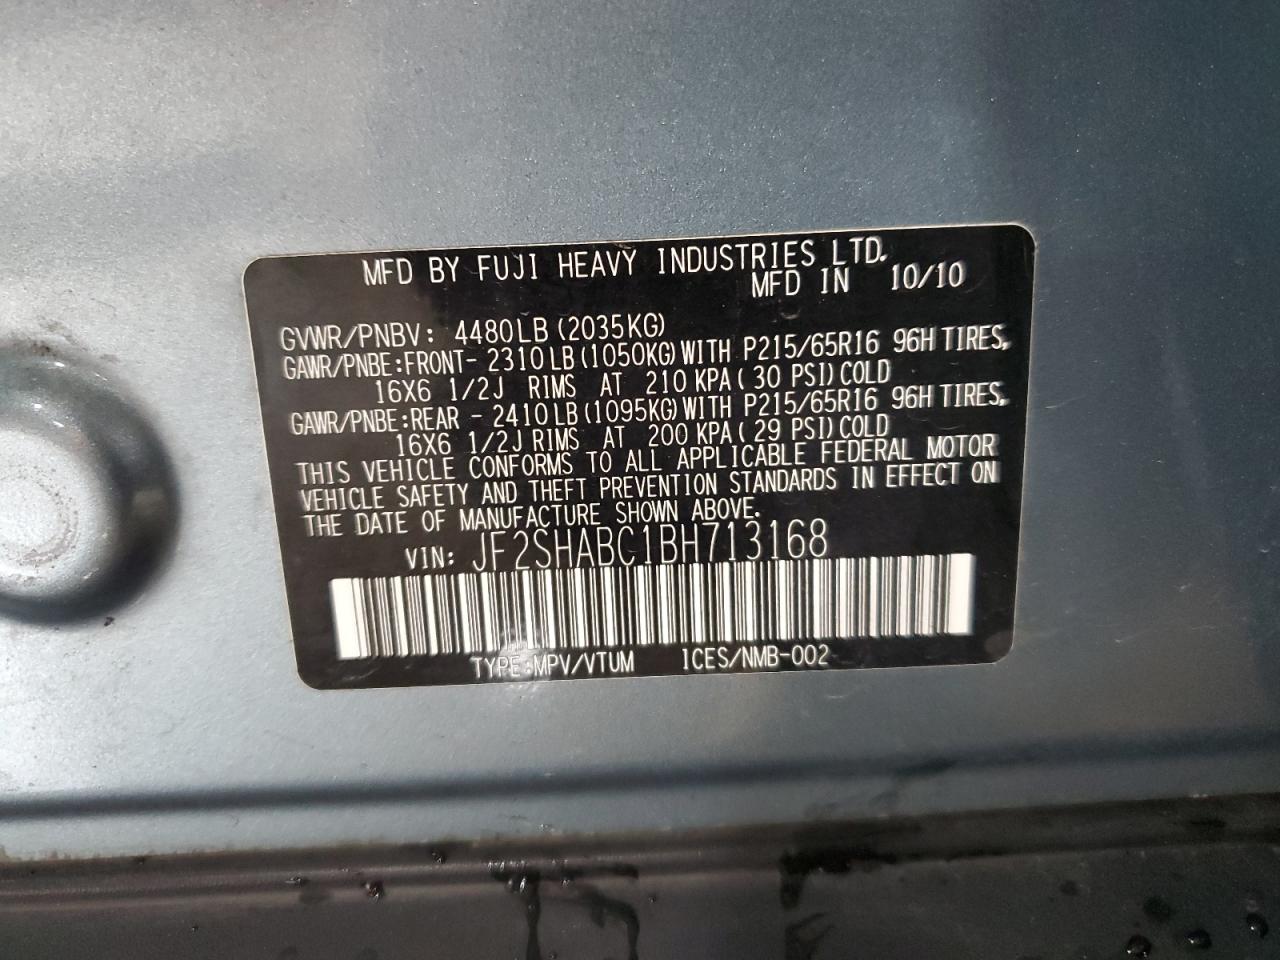 MFD BY FUJI HEAVY INDUSTRIES LTD.
MFD IN 10/10
GVWR/PNBV: 4480LB (2035KG)
GAWR/PNBE:FRONT- 2310LB (1050KG) WITH P215/65R16 96H TIRES,
16X6 1/2J RIMS AT 210 KPA (30 PSI) COLD
GAWR/PNBE:REAR - 2410LB (1095KG) WITH P215/65R16 96H TIRES,
16X6 1/2J RIMS AT 200 KPA (29 PSI) COLD
THIS VEHICLE CONFORMS TO ALL APPLICABLE FEDERAL MOTOR
VEHICLE SAFETY AND THEFT PREVENTION STANDARDS IN EFFECT ON
THE DATE OF MANUFACTURE SHOWN ABOVE.
VIN: JF2SHABC1BH713168
TYPE:MPV/VTUM ICES/NMB-002